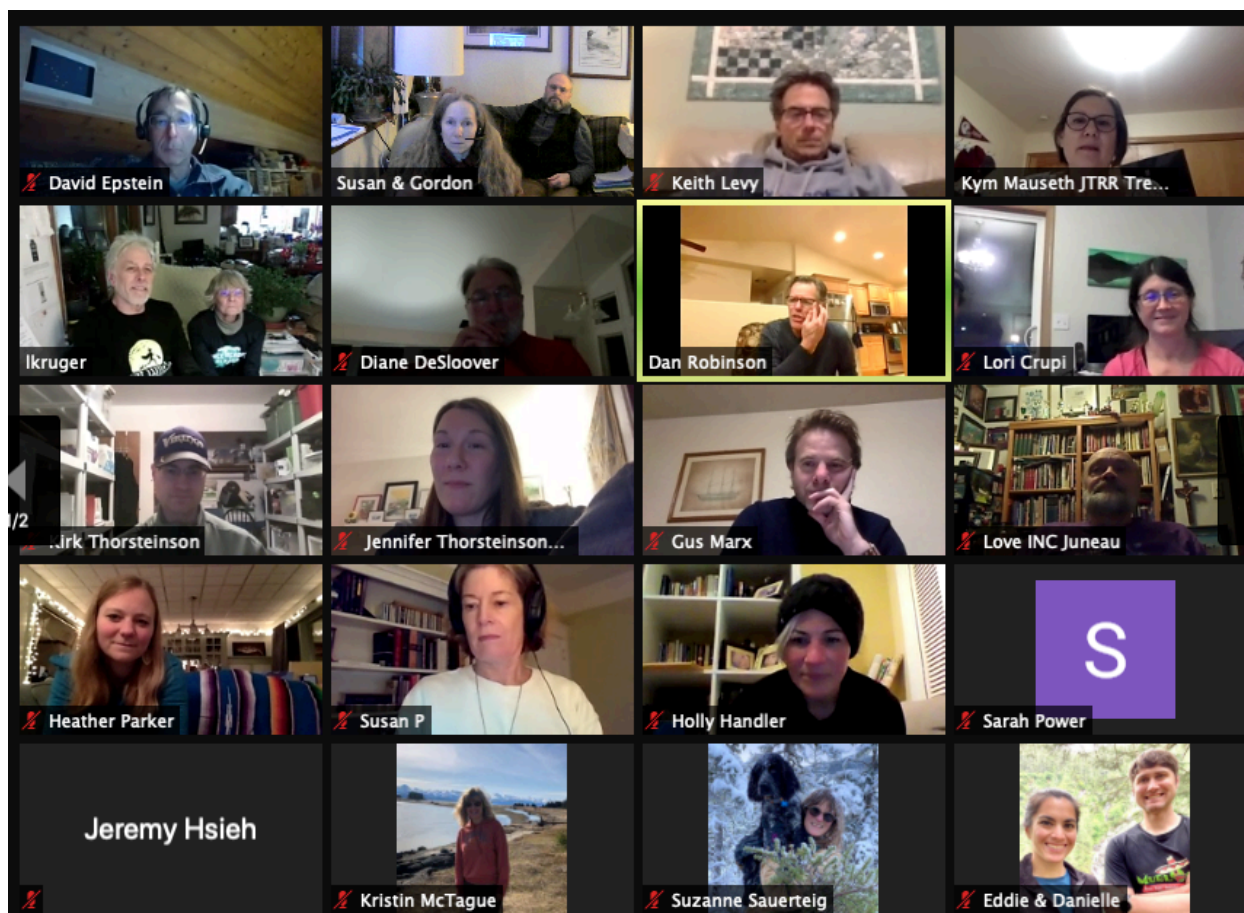 David Epstein
Susan & Gordon
Keith Levy
Kym Mauseth JTRR Tre...
lkruger
Diane DeSloover
Dan Robinson
Lori Crupi
1/2
Kirk Thorsteinson
Jennifer Thorsteinson...
Gus Marx
Love INC Juneau
Heather Parker
Susan P
Holly Handler
S
Sarah Power
Jeremy Hsieh
Kristin McTague
Suzanne Sauerteig
Eddie & Danielle